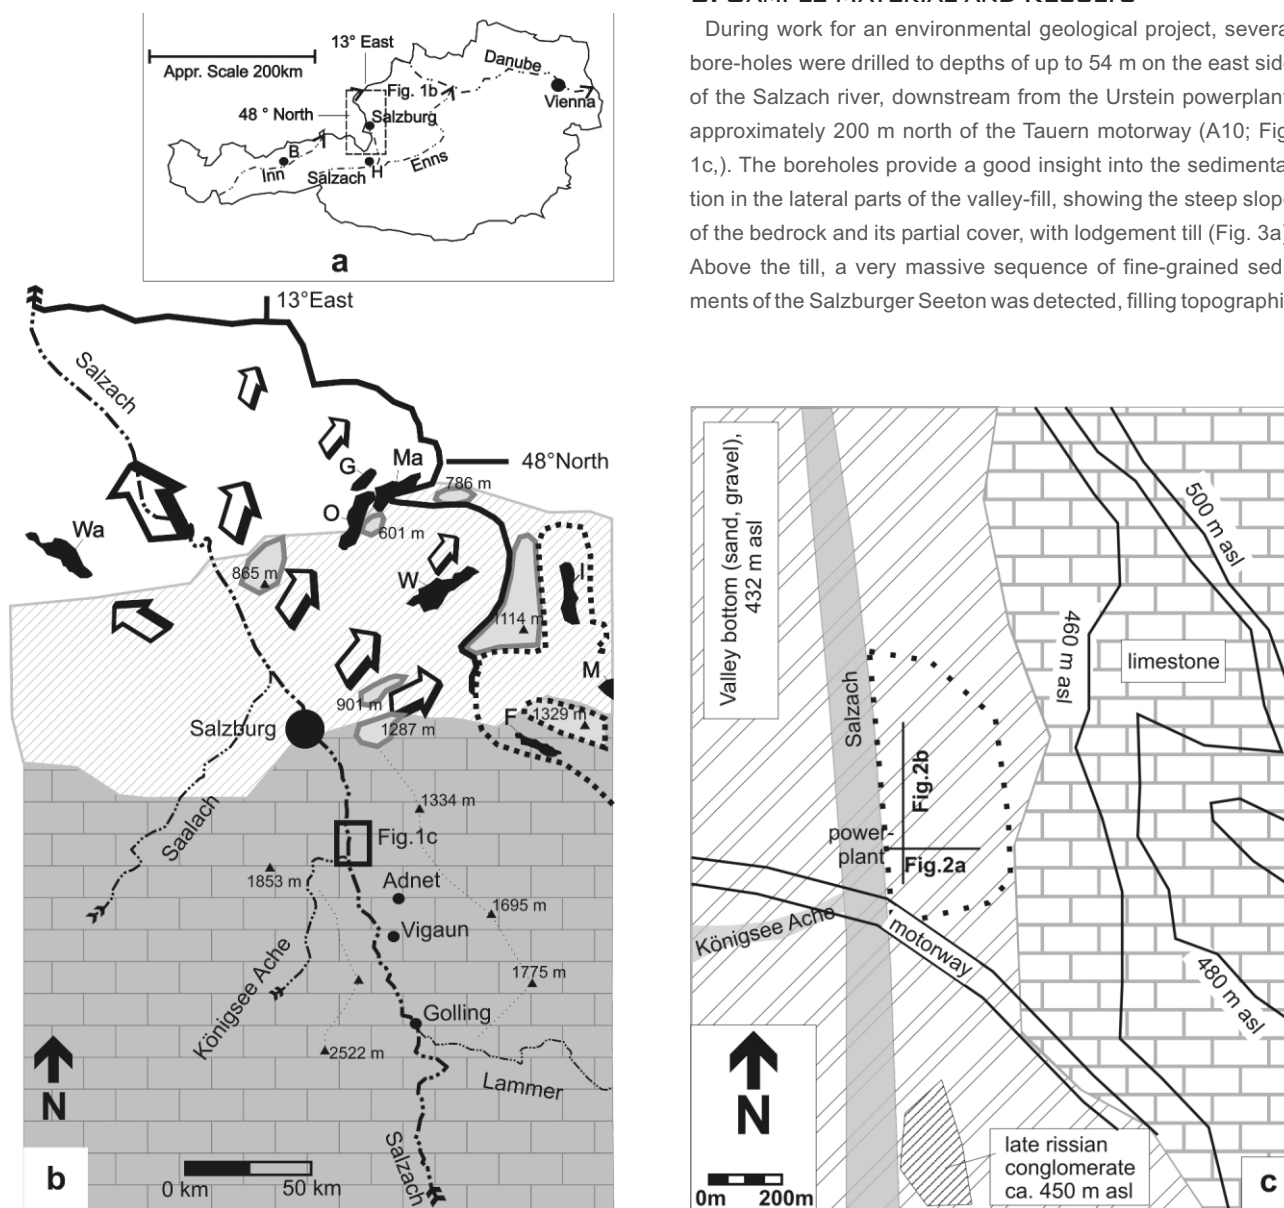 During work for an environmental geological project, severa
bore-holes were drilled to depths of up to 54 m on the east sid
of the Salzach river, downstream from the Urstein powerplant
approximately 200 m north of the Tauern motorway (A10; Fig
1c,). The boreholes provide a good insight into the sedimenta
tion in the lateral parts of the valley-fill, showing the steep slop
of the bedrock and its partial cover, with lodgement till (Fig. 3a)
Above the till, a very massive sequence of fine-grained sed
ments of the Salzburger Seeton was detected, filling topographi
13° East
Appr. Scale 200km
Danube
Fig. 1b
Vienna
48 ° North
Salzburg
B
Inn
Salzach
H
Enns
a
13°East
Salzach
G
Ma
48°North
786 m
O
601 m
Wa
865 m
W
I
1114 m
M
901 m
F
1329 m
Salzburg
1287 m
1334 m
Saalach
Fig.1c
1853 m
Adnet
1695 m
Vigaun
Königsee Ache
1775 m
Golling
2522 m
Lammer
N
Salzach
b
0 km
50 km
Valley bottom (sand, gravel),
432 m asl
500 m asl
460 m asl
limestone
Salzach
Fig.2b
power-
plant
Fig.2a
Königsee Ache
motorway
480 m asl
N
0m
200m
late rissian
conglomerate
ca. 450 m asl
c